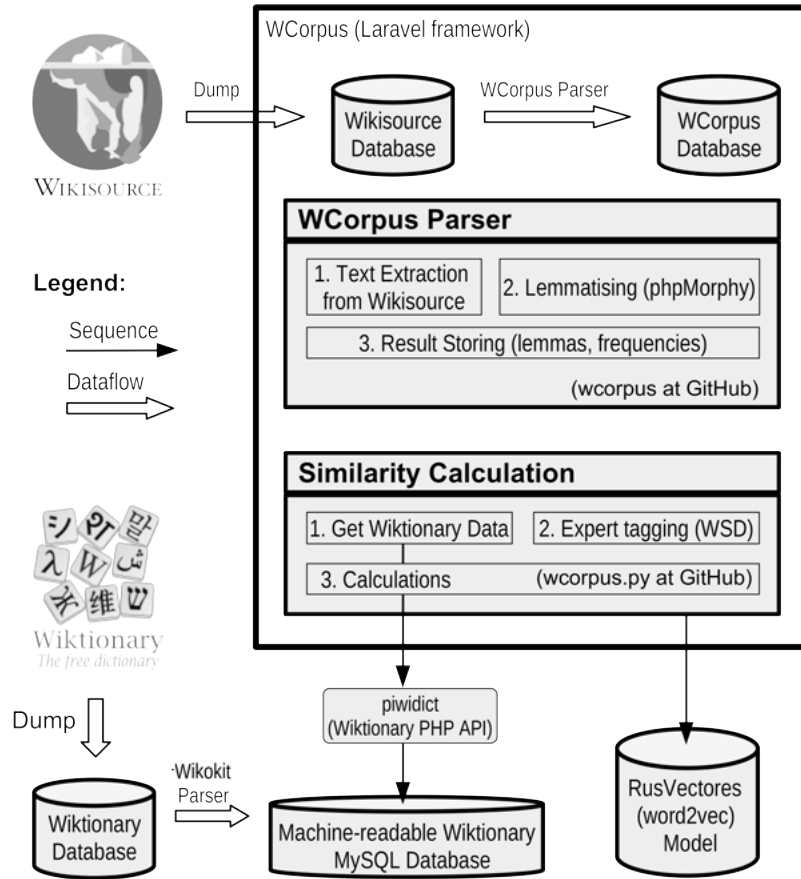 WCorpus (Laravel framework)
Dump
WCorpus Parser
Wikisource
Database
WCorpus
Database
WIKISOURCE
WCorpus Parser
1. Text Extraction
from Wikisource
2. Lemmatising (phpMorphy)
3. Result Storing (lemmas, frequencies)
(wcorpus at GitHub)
Legend:
Sequence
Dataflow
Similarity Calculation
1. Get Wiktionary Data
2. Expert tagging (WSD)
3. Calculations
(wcorpus.py at GitHub)
シ
말
λ W
维 ש
Wiktionary
The free dictionary
Dump
piwidict
(Wiktionary PHP API)
Wiktionary
Database
·Wikokit
Parser
Machine-readable Wiktionary
MySQL Database
RusVectores
(word2vec)
Model